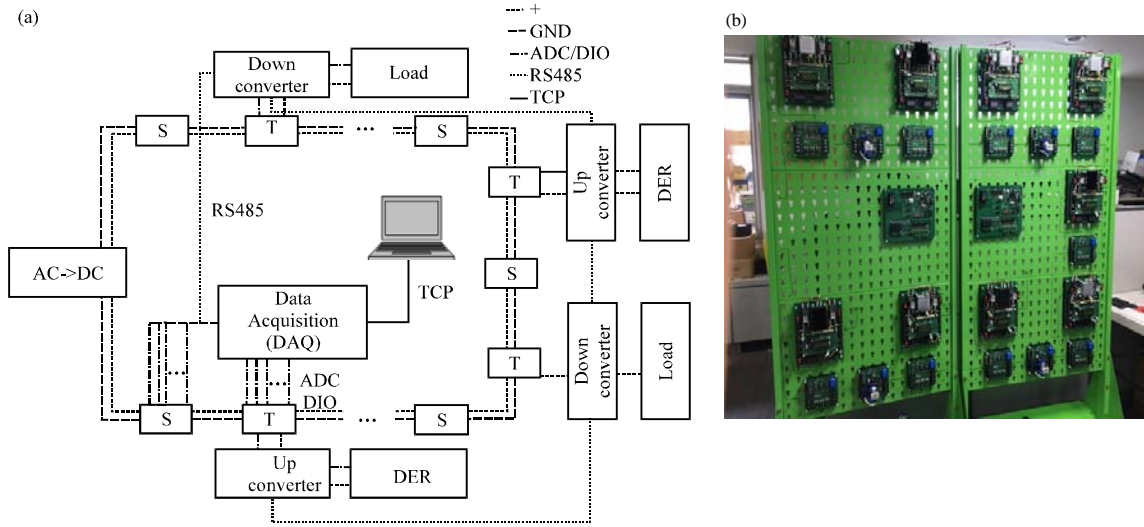 (a)
+
GND
ADC/DIO
RS485
TCP
(b)
Down
converter
Load
S
T
...
S
T
Up
converter
DER
RS485
AC->DC
S
TCP
Data
Acquisition
(DAQ)
T
Down
converter
Load
...
...
ADC
DIO
S
T
...
S
Up
converter
DER